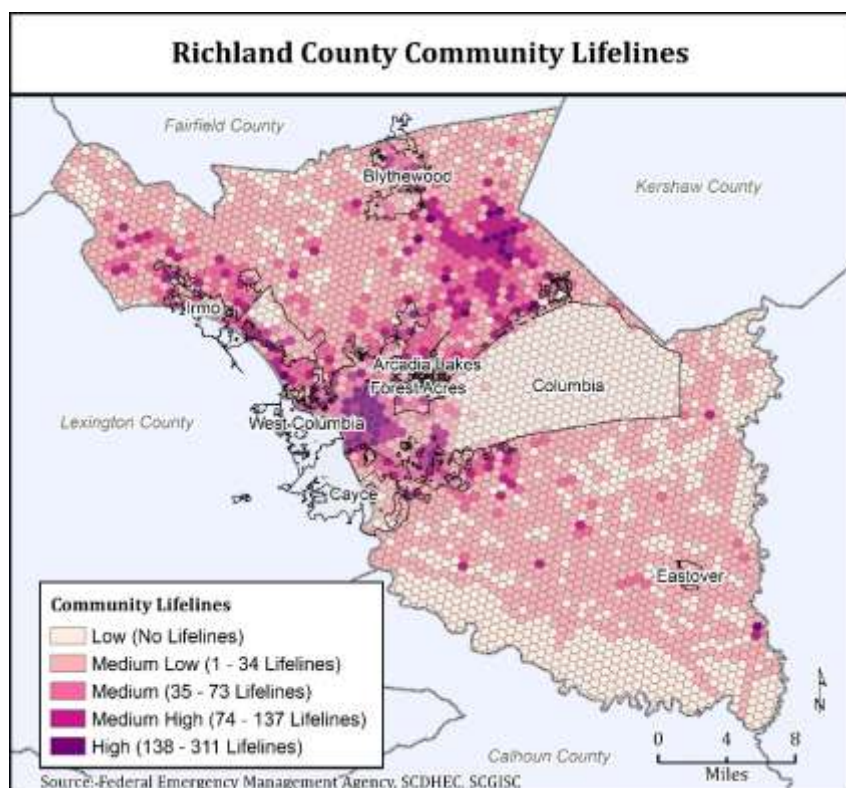 Richland County Community Lifelines
Fairfield County
Blythewood
Kershaw County
Irmo
Arcadia Lakes
Forest Acres
Columbia
West Columbia
Lexington County
Cayce
Eastover
Community Lifelines
Low (No Lifelines)
Medium Low (1 - 34 Lifelines)
Medium (35 - 73 Lifelines)
Medium High (74 - 137 Lifelines)
High (138 - 311 Lifelines)
N
0 4 8
Miles
Calhoun County
Source: Federal Emergency Management Agency, SCDHEC, SCGISC